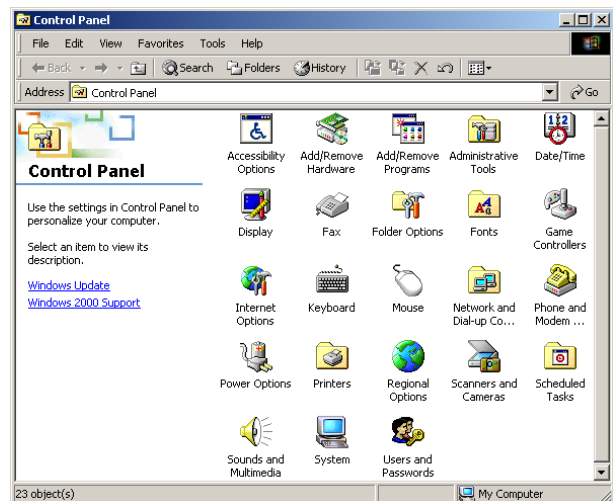 Control Panel
File Edit View Favorites Tools Help
Back Search Folders History
Address Control Panel Go
Control Panel
Use the settings in Control Panel to
personalize your computer.
Select an item to view its
description.
Windows Update
Windows 2000 Support
Accessibility
Options
Add/Remove
Hardware
Add/Remove
Programs
Administrative
Tools
Date/Time
Display
Fax
Folder Options
Fonts
Game
Controllers
Internet
Options
Keyboard
Mouse
Network and
Dial-up Co...
Phone and
Modem ...
Power Options
Printers
Regional
Options
Scanners and
Cameras
Scheduled
Tasks
Sounds and
Multimedia
System
Users and
Passwords
23 object(s)
My Computer